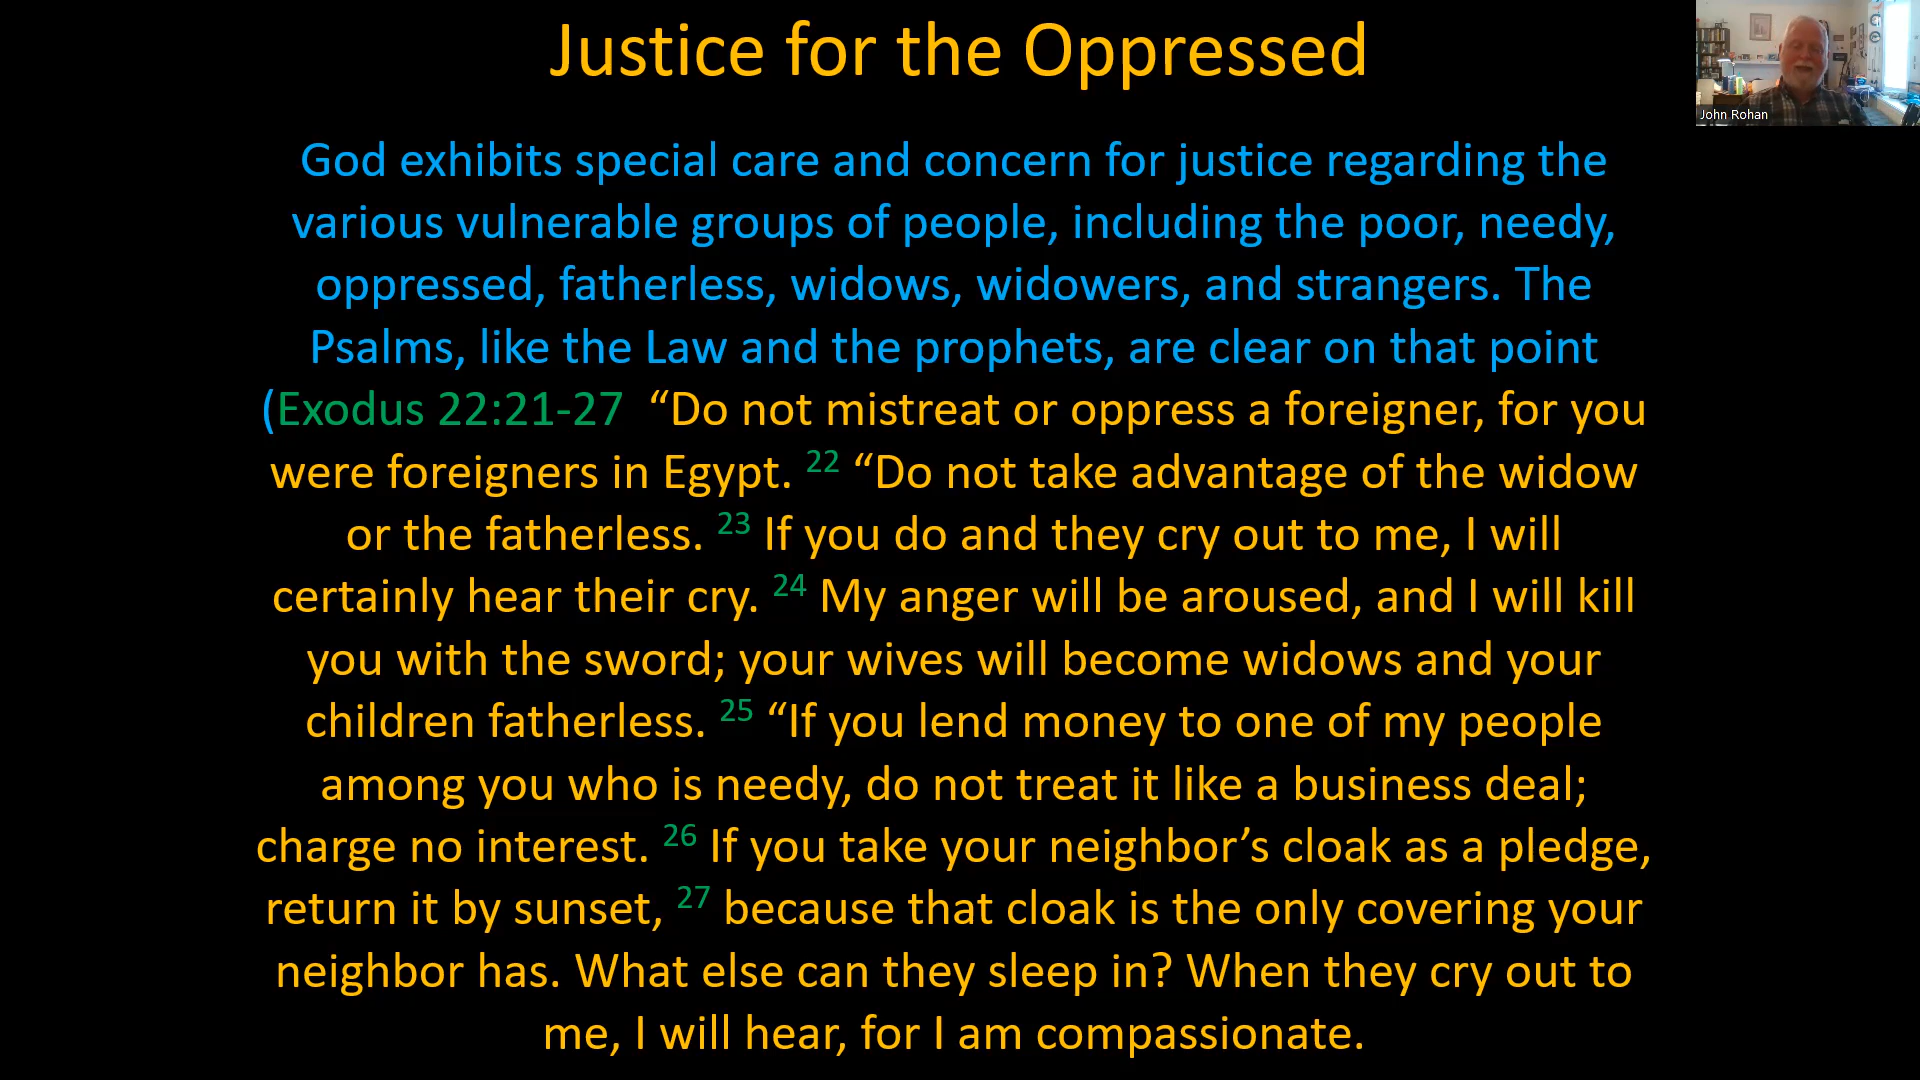 Justice for the Oppressed
John Rohan
God exhibits special care and concern for justice regarding the
various vulnerable groups of people, including the poor, needy,
oppressed, fatherless, widows, widowers, and strangers. The
Psalms, like the Law and the prophets, are clear on that point
(Exodus 22:21-27 “Do not mistreat or oppress a foreigner, for you
were foreigners in Egypt. 22 “Do not take advantage of the widow
or the fatherless. 23 If you do and they cry out to me, I will
certainly hear their cry. 24 My anger will be aroused, and I will kill
you with the sword; your wives will become widows and your
children fatherless. 25 “If you lend money to one of my people
among you who is needy, do not treat it like a business deal;
charge no interest. 26 If you take your neighbor’s cloak as a pledge,
return it by sunset, 27 because that cloak is the only covering your
neighbor has. What else can they sleep in? When they cry out to
me, I will hear, for I am compassionate.